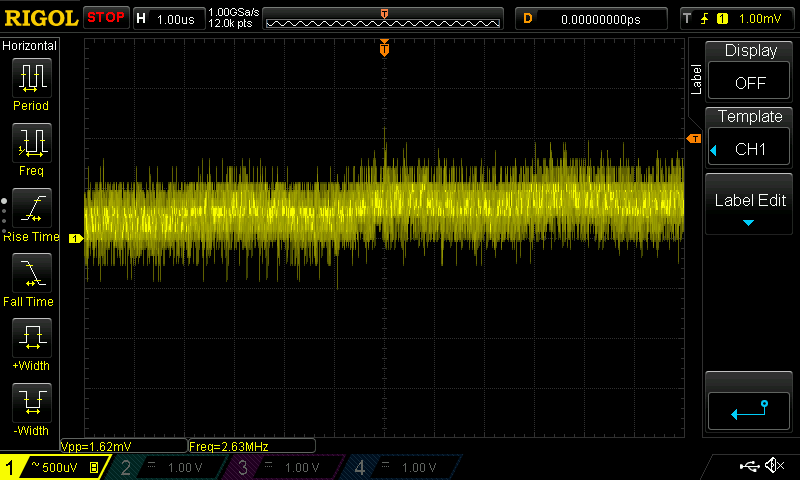 RIGOL STOP H 1.00us 1.00GSa/s 12.0k pts T D 0.00000000ps T 1 1.00mV
Horizontal
Period
Freq
Rise Time
Fall Time
+Width
-Width
T
T
1
Label
Display
OFF
Template
CH1
Label Edit
Vpp=1.62mV Freq=2.63MHz
1 ~ 500uV B 2 1.00 V 3 1.00 V 4 1.00 V